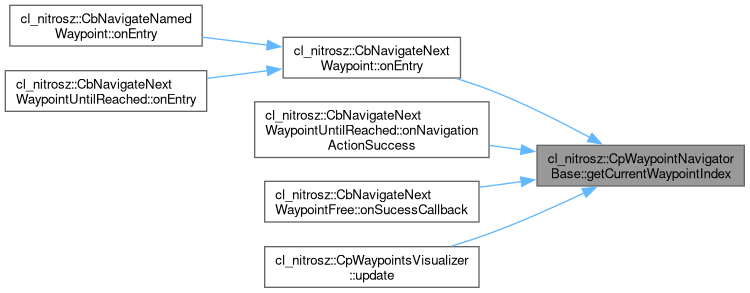 cl_nitrosz::CbNavigateNamed
Waypoint::onEntry
cl_nitrosz::CbNavigateNext
WaypointUntilReached::onEntry
cl_nitrosz::CbNavigateNext
Waypoint::onEntry
cl_nitrosz::CbNavigateNext
WaypointUntilReached::onNavigation
ActionSuccess
cl_nitrosz::CbNavigateNext
WaypointFree::onSucessCallback
cl_nitrosz::CpWaypointsVisualizer
::update
cl_nitrosz::CpWaypointNavigator
Base::getCurrentWaypointIndex